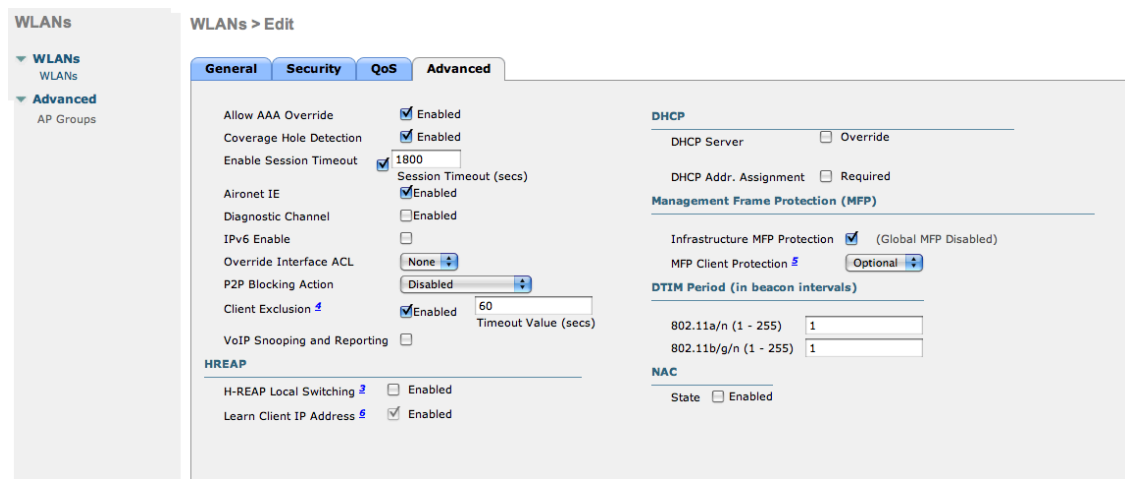 WLANs
WLANs
WLANs
Advanced
AP Groups
WLANs > Edit
General Security QoS Advanced
Allow AAA Override Enabled
Coverage Hole Detection Enabled
Enable Session Timeout 1800
Session Timeout (secs)
Aironet IE Enabled
Diagnostic Channel Enabled
IPv6 Enable
Override Interface ACL None
P2P Blocking Action Disabled
Client Exclusion 4 Enabled 60
Timeout Value (secs)
VoIP Snooping and Reporting
HREAP
H-REAP Local Switching 3 Enabled
Learn Client IP Address 6 Enabled
DHCP
DHCP Server Override
DHCP Addr. Assignment Required
Management Frame Protection (MFP)
Infrastructure MFP Protection (Global MFP Disabled)
MFP Client Protection 5 Optional
DTIM Period (in beacon intervals)
802.11a/n (1 - 255) 1
802.11b/g/n (1 - 255) 1
NAC
State Enabled